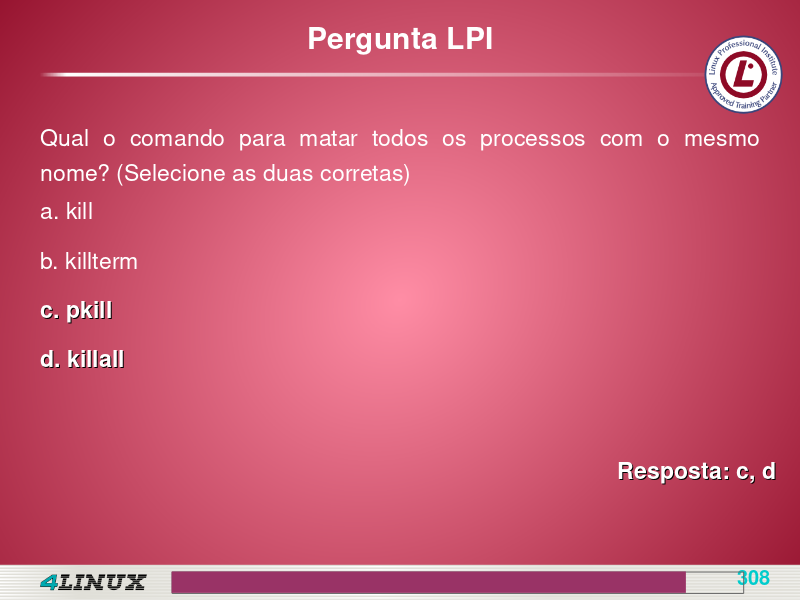 Pergunta LPI
Linux Professional Institute
Approved Training Partner
Qual o comando para matar todos os processos com o mesmo
nome? (Selecione as duas corretas)
a. kill
b. killterm
c. pkill
d. killall
Resposta: c, d
4LINUX
308